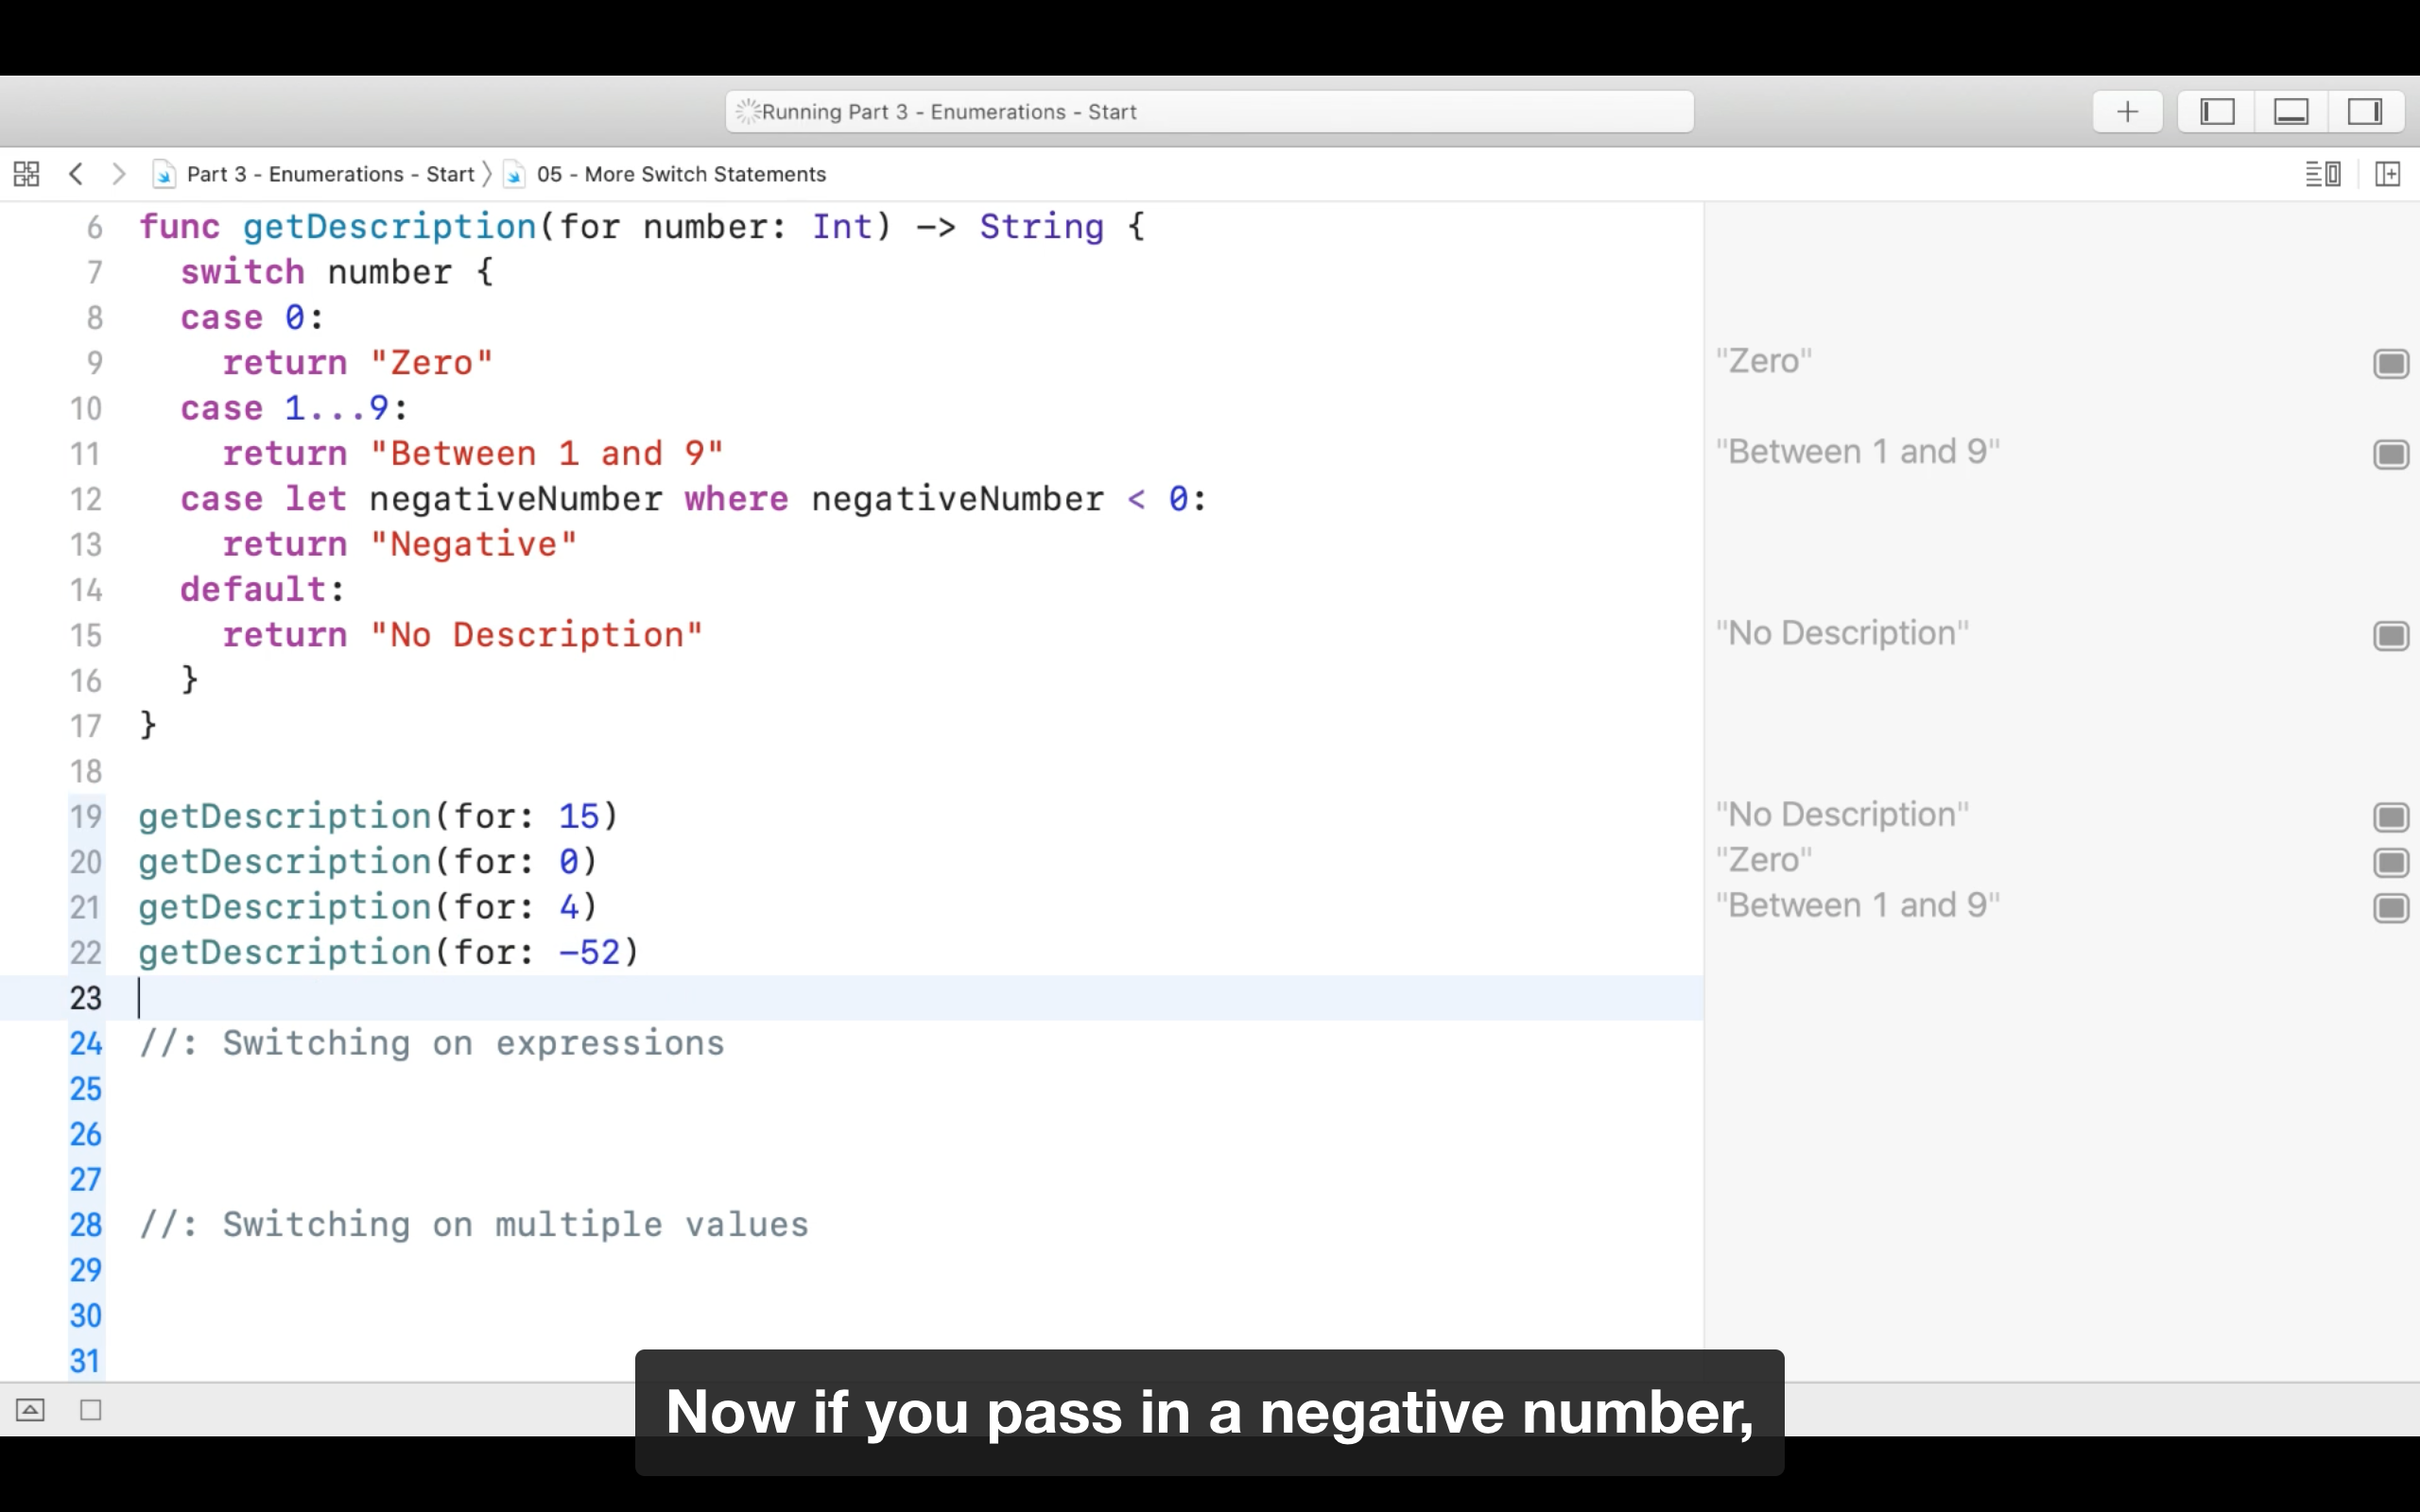 Running Part 3 - Enumerations - Start
Part 3 - Enumerations - Start 〉 05 - More Switch Statements
6 func getDescription(for number: Int) -> String {
7 switch number {
8 case 0:
9 return "Zero" "Zero"
10 case 1...9:
11 return "Between 1 and 9" "Between 1 and 9"
12 case let negativeNumber where negativeNumber < 0:
13 return "Negative"
14 default:
15 return "No Description" "No Description"
16 }
17 }
18
19 getDescription(for: 15) "No Description"
20 getDescription(for: 0) "Zero"
21 getDescription(for: 4) "Between 1 and 9"
22 getDescription(for: -52)
23
24 //: Switching on expressions
25
26
27
28 //: Switching on multiple values
29
30
31
Now if you pass in a negative number,